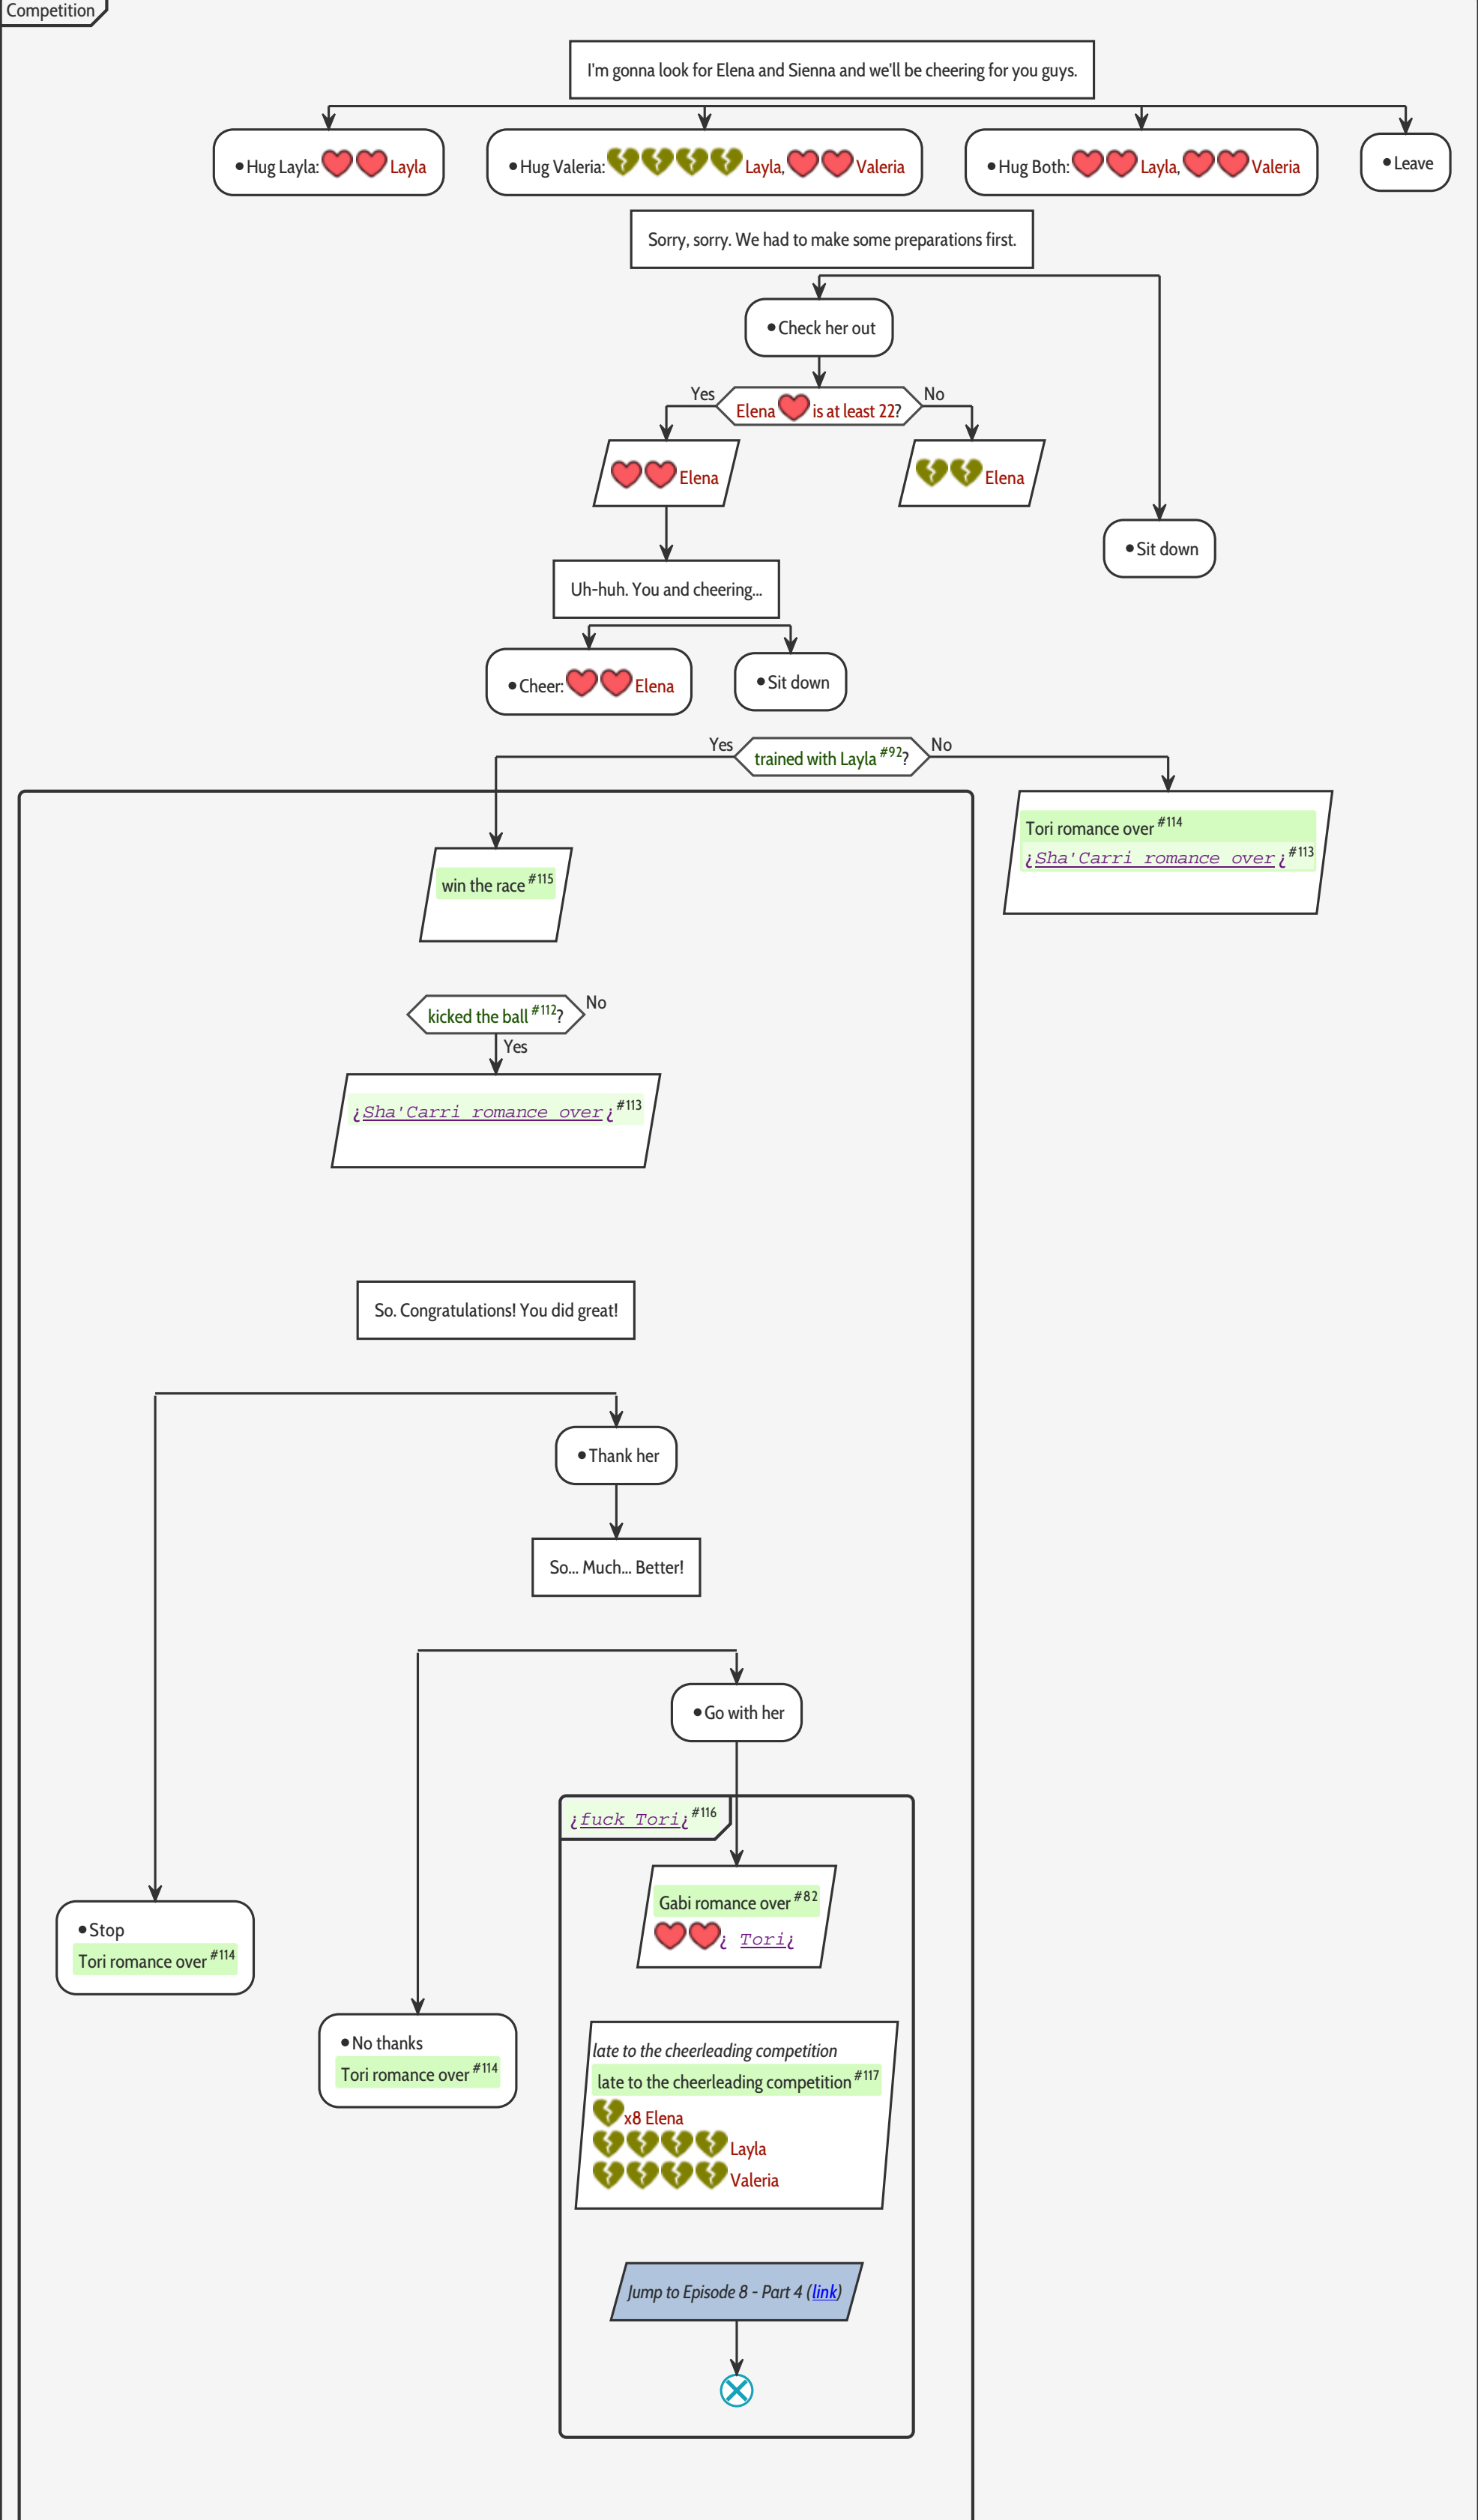 Competition
I'm gonna look for Elena and Sienna and we'll be cheering for you guys.
•Hug Layla: Layla
•Hug Valeria: Layla, Valeria
•Hug Both: Layla, Valeria
•Leave
Sorry, sorry. We had to make some preparations first.
•Check her out
Yes
Elena is at least 22?
No
Elena
Elena
•Sit down
Uh-huh. You and cheering...
•Cheer: Elena
•Sit down
Yes
trained with Layla #92?
No
Tori romance over #114
¿Sha'Carri romance over¿ #113
win the race #115
kicked the ball #112?
No
Yes
¿Sha'Carri romance over¿ #113
So. Congratulations! You did great!
•Thank her
So... Much... Better!
•Go with her
¿fuck Tori¿ #116
Gabi romance over #82
¿ Tori¿
•Stop
Tori romance over #114
•No thanks
Tori romance over #114
late to the cheerleading competition
late to the cheerleading competition #117
x8 Elena
Layla
Valeria
Jump to Episode 8 - Part 4 (link)